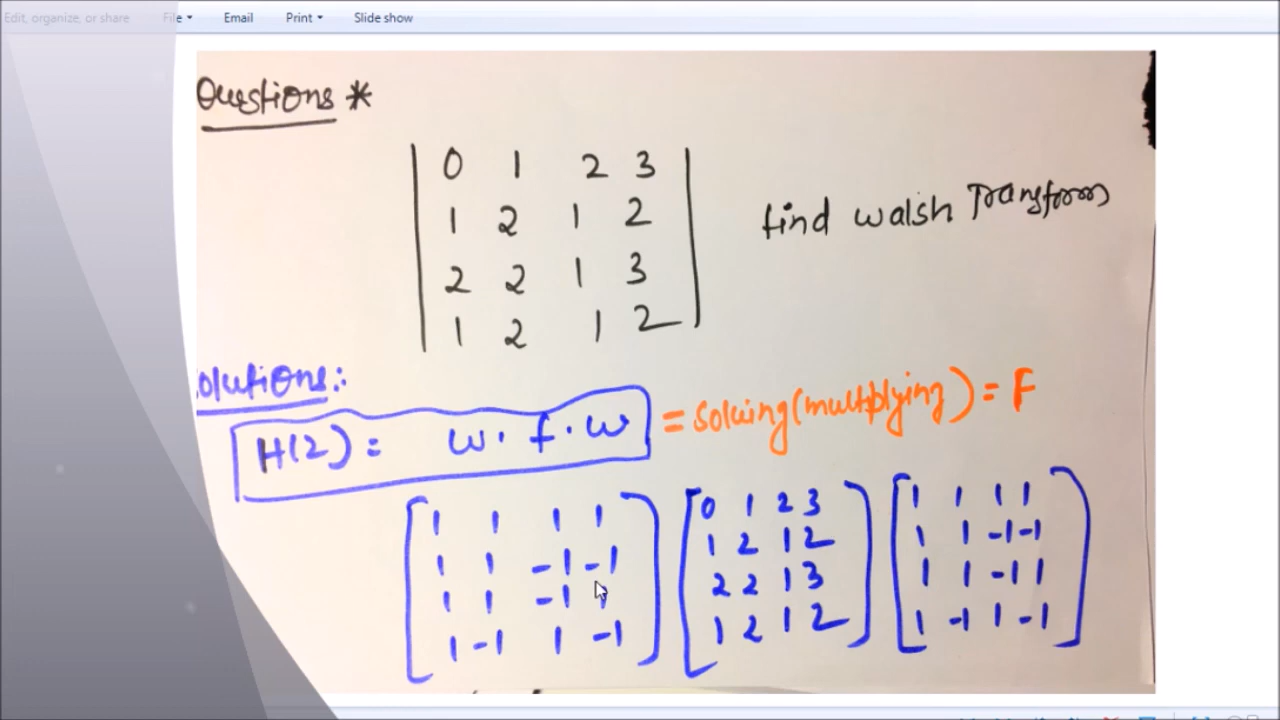 Edit, organize, or share File Email Print Slide show
Questions *
0 1 2 3
1 2 1 2 find walsh Transform
2 2 1 3
1 2 1 2
olutions:
H(2) = w . f . w = solving (multiplying) = F
1 1 1 1 0 1 2 3 1 1 1 1
1 1 -1 -1 1 2 1 2 1 1 -1 -1
1 1 -1 1 2 2 1 3 1 1 -1 1
1 -1 1 -1 1 2 1 2 1 -1 1 -1